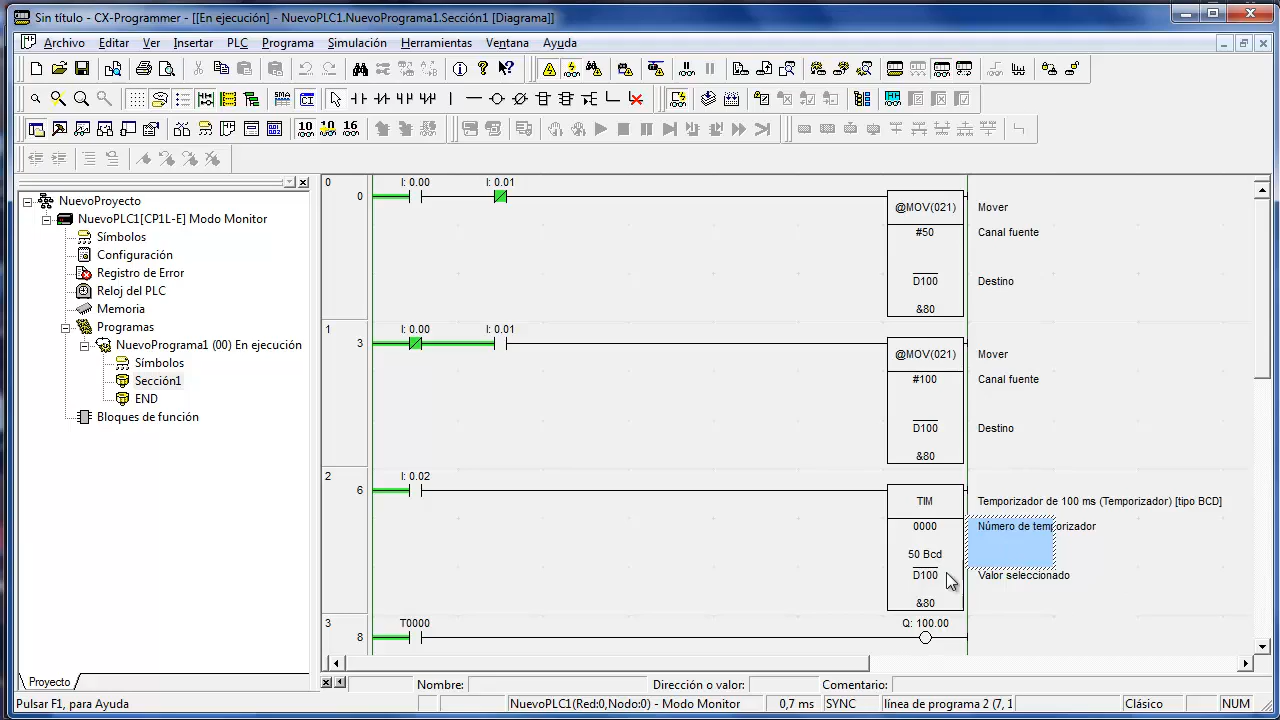 Sin título - CX-Programmer - [[En ejecución] - NuevoPLC1.NuevoPrograma1.Sección1 [Diagrama]]
Archivo Editar Ver Insertar PLC Programa Simulación Herramientas Ventana Ayuda
10 10 16
NuevoProyecto
NuevoPLC1[CP1L-E] Modo Monitor
Símbolos
Configuración
Registro de Error
Reloj del PLC
Memoria
Programas
NuevoPrograma1 (00) En ejecución
Símbolos
Sección1
END
Bloques de función
Proyecto
0
0
I: 0.00
I: 0.01
@MOV(021)
Mover
#50
Canal fuente
D100
Destino
&80
1
3
I: 0.00
I: 0.01
@MOV(021)
Mover
#100
Canal fuente
D100
Destino
&80
2
6
I: 0.02
TIM
Temporizador de 100 ms (Temporizador) [tipo BCD]
0000
Número de temporizador
50 Bcd
D100
Valor seleccionado
&80
3
8
T0000
Q: 100.00
Nombre:
Dirección o valor:
Comentario:
Pulsar F1, para Ayuda
NuevoPLC1(Red:0,Nodo:0) - Modo Monitor
0,7 ms
SYNC
línea de programa 2 (7, 1
Clásico
NUM